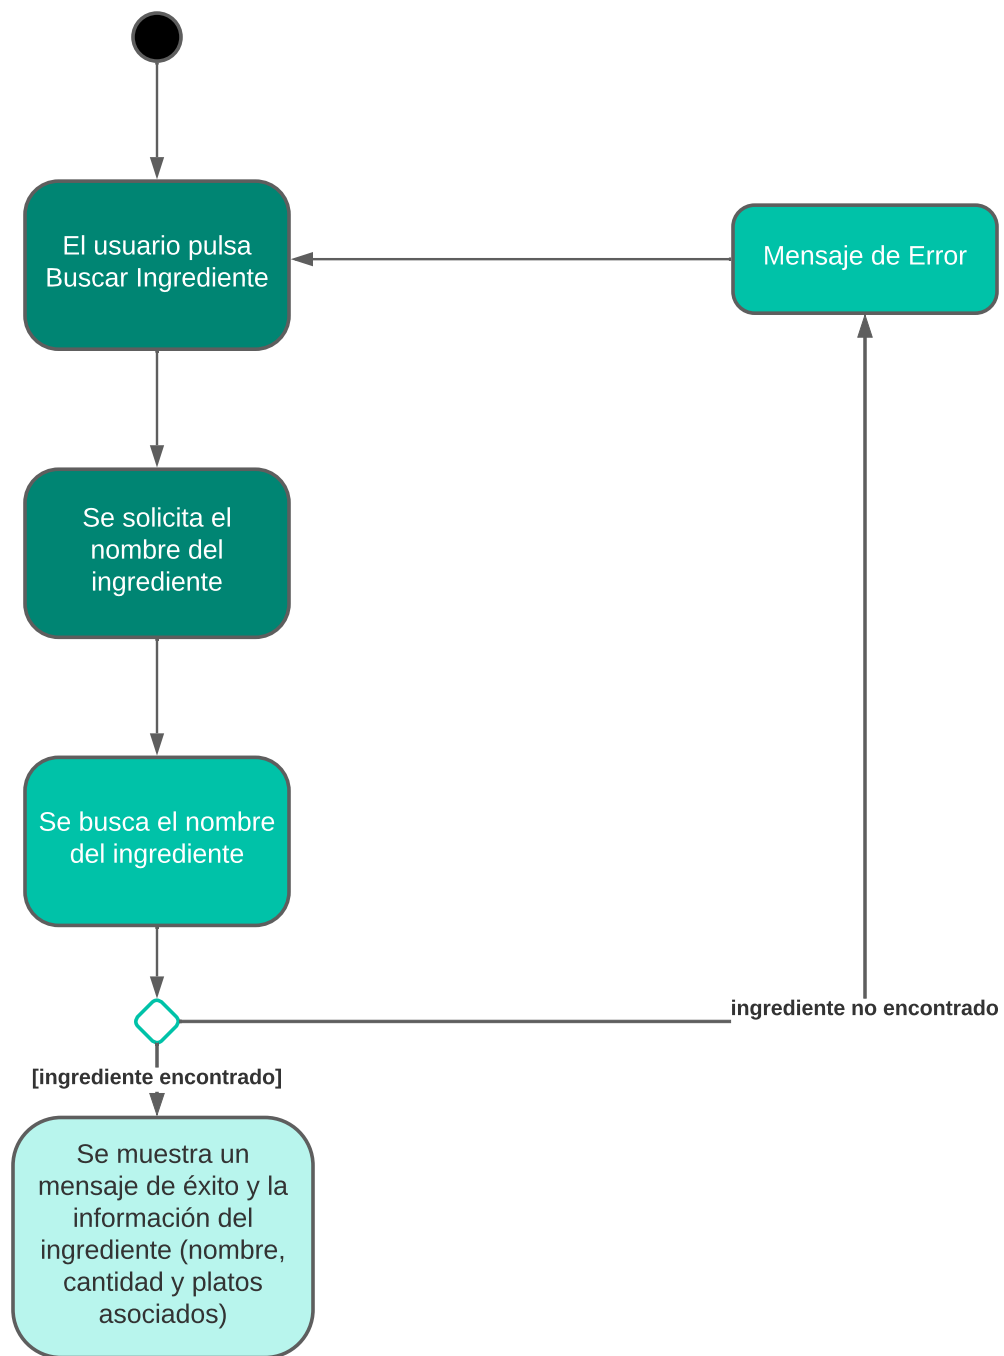 El usuario pulsa
Buscar Ingrediente
Mensaje de Error
Se solicita el
nombre del
ingrediente
Se busca el nombre
del ingrediente
ingrediente no encontrado
[ingrediente encontrado]
Se muestra un
mensaje de éxito y la
información del
ingrediente (nombre,
cantidad y platos
asociados)